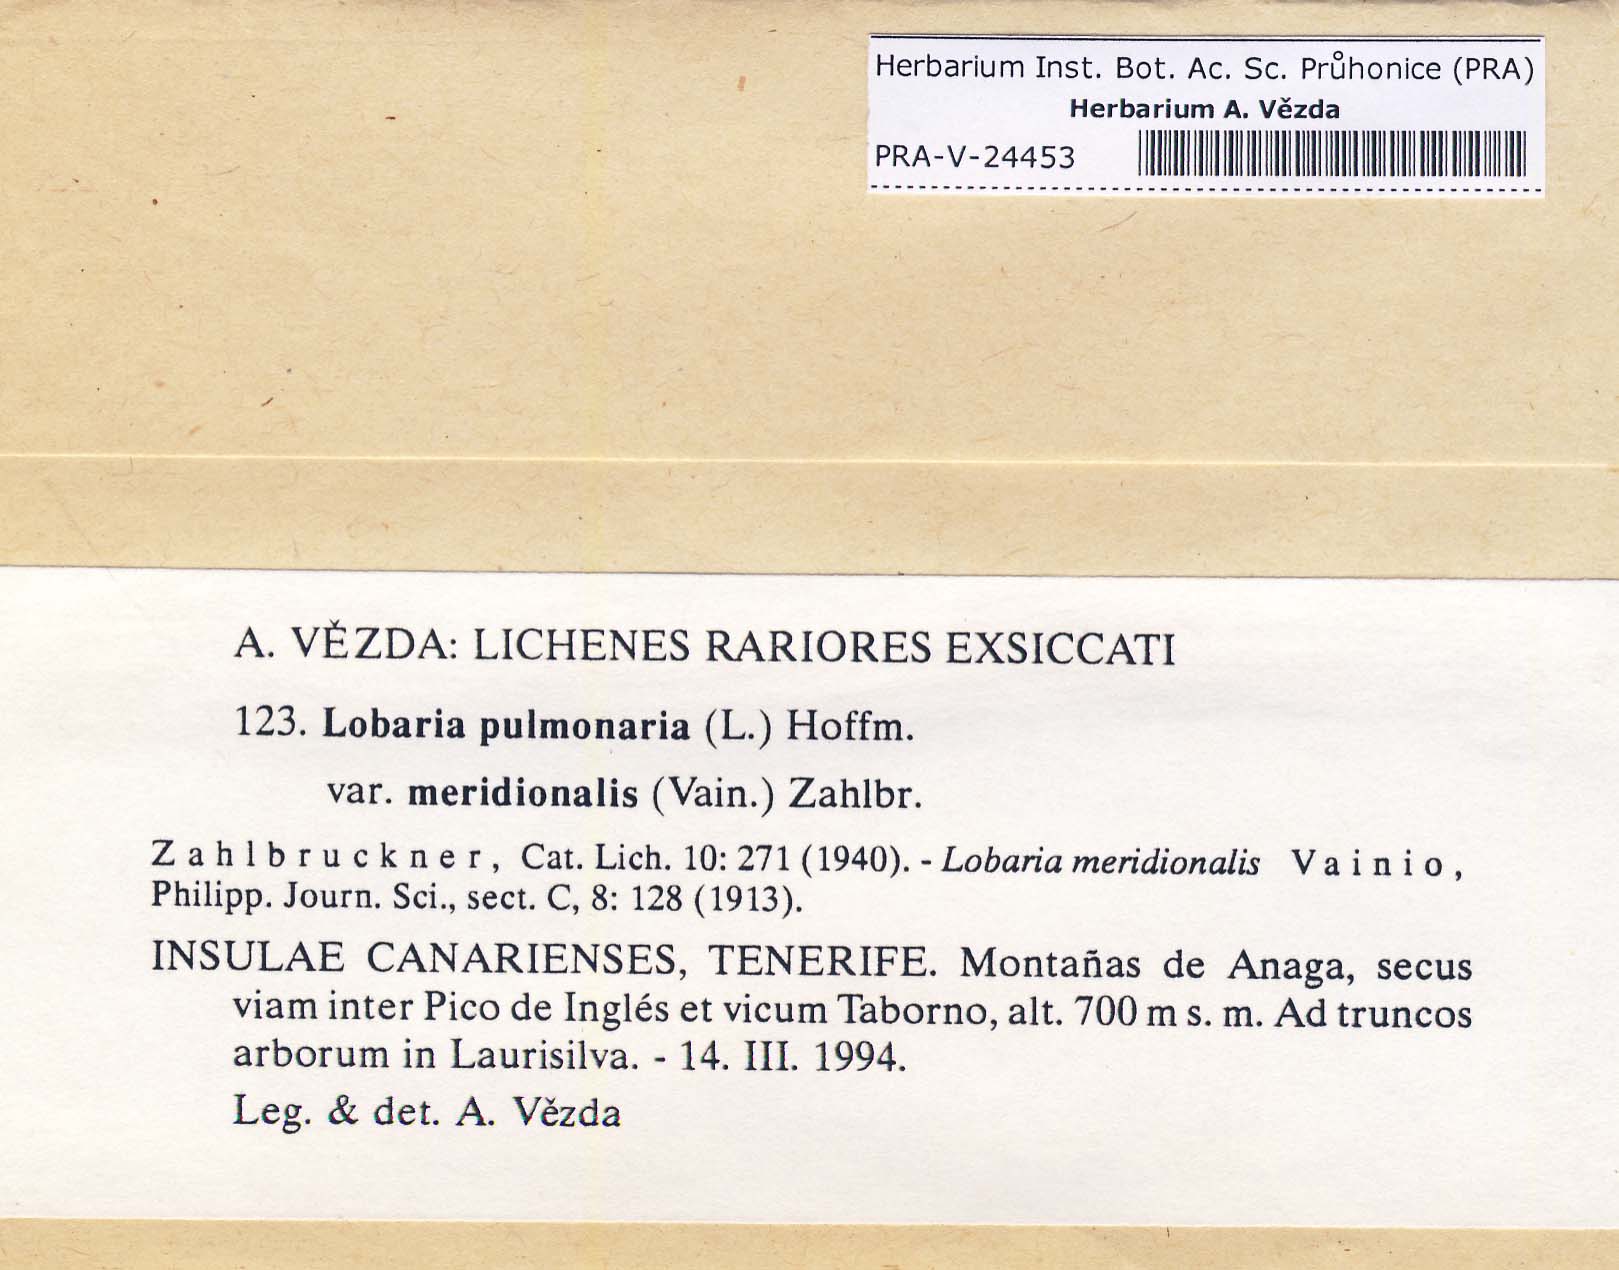 Herbarium Inst. Bot. Ac. Sc. Průhonice (PRA)
Herbarium A. Vězda
PRA-V-24453
A. VĚZDA: LICHENES RARIORES EXSICCATI
123. Lobaria pulmonaria (L.) Hoffm.
var. meridionalis (Vain.) Zahlbr.
Zahlbruckner, Cat. Lich. 10: 271 (1940). - Lobaria meridionalis Vainio,
Philipp. Journ. Sci., sect. C, 8: 128 (1913).
INSULAE CANARIENSES, TENERIFE. Montañas de Anaga, secus
viam inter Pico de Inglés et vicum Taborno, alt. 700 m s. m. Ad truncos
arborum in Laurisilva. - 14. III. 1994.
Leg. & det. A. Vězda